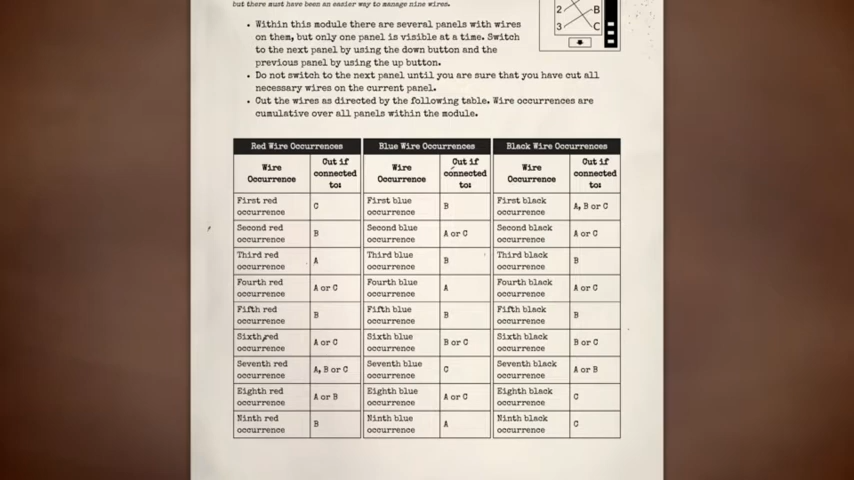 but there must have been an easier way to manage nine wires.
2 B
3 C
• Within this module there are several panels with wires
on them, but only one panel is visible at a time. Switch
to the next panel by using the down button and the
previous panel by using the up button.
• Do not switch to the next panel until you are sure that you have cut all
necessary wires on the current panel.
• Cut the wires as directed by the following table. Wire occurrences are
cumulative over all panels within the module.
Red Wire Occurrences
Wire Occurrence Cut if connected to:
First red occurrence C
Second red occurrence B
Third red occurrence A
Fourth red occurrence A or C
Fifth red occurrence B
Sixth red occurrence A or C
Seventh red occurrence A, B or C
Eighth red occurrence A or B
Ninth red occurrence B
Blue Wire Occurrences
Wire Occurrence Cut if connected to:
First blue occurrence B
Second blue occurrence A or C
Third blue occurrence B
Fourth blue occurrence A
Fifth blue occurrence B
Sixth blue occurrence B or C
Seventh blue occurrence C
Eighth blue occurrence A or C
Ninth blue occurrence A
Black Wire Occurrences
Wire Occurrence Cut if connected to:
First black occurrence A, B or C
Second black occurrence A or C
Third black occurrence B
Fourth black occurrence A or C
Fifth black occurrence B
Sixth black occurrence B or C
Seventh black occurrence A or B
Eighth black occurrence C
Ninth black occurrence C